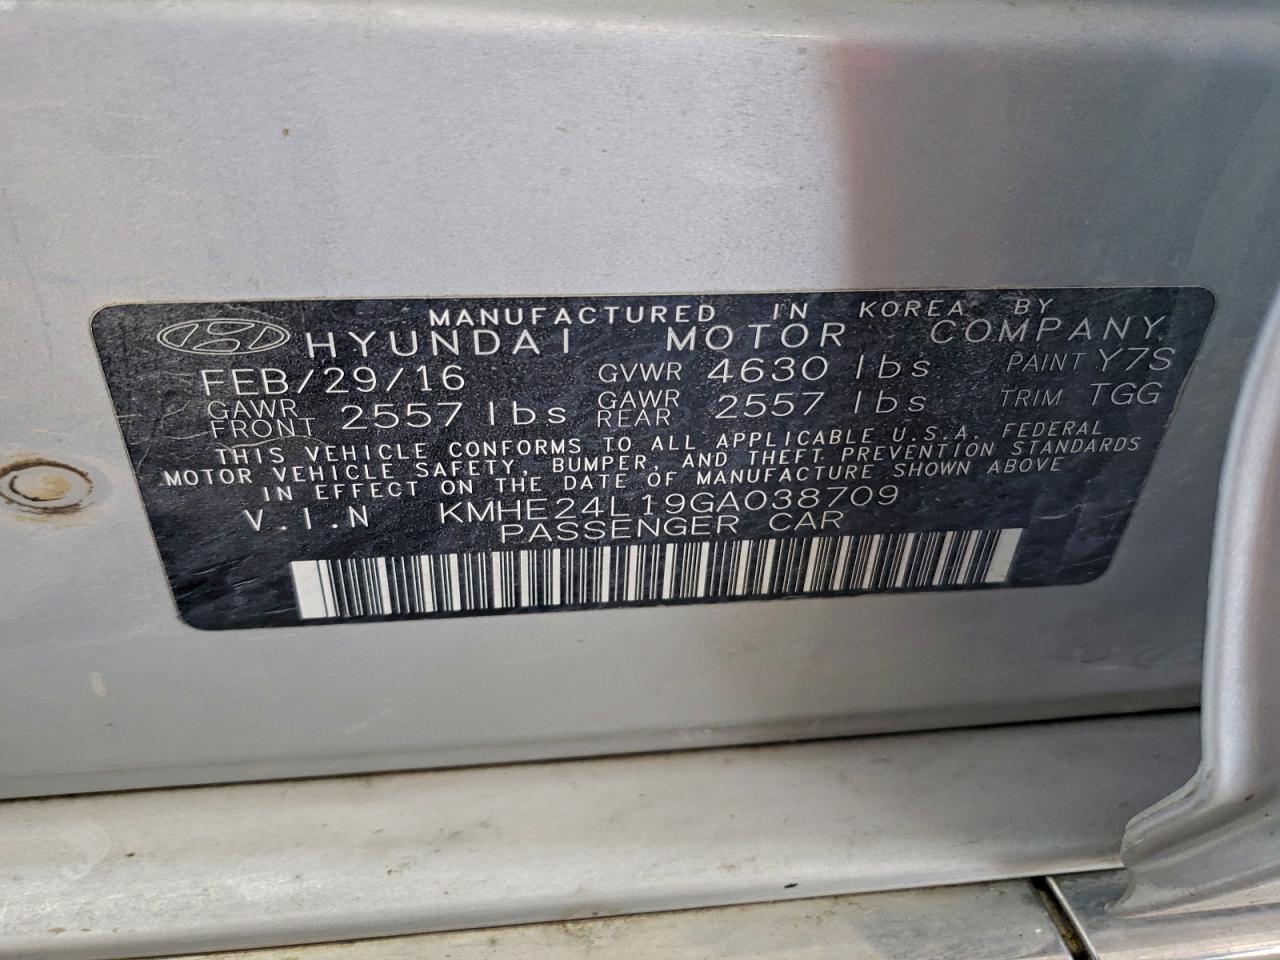 MANUFACTURED IN KOREA BY
HYUNDAI MOTOR COMPANY
FEB/29/16 GVWR 4630 lbs PAINT Y7S
GAWR FRONT 2557 lbs GAWR REAR 2557 lbs TRIM TGG
THIS VEHICLE CONFORMS TO ALL APPLICABLE U.S.A. FEDERAL
MOTOR VEHICLE SAFETY, BUMPER, AND THEFT PREVENTION STANDARDS
IN EFFECT ON THE DATE OF MANUFACTURE SHOWN ABOVE
V.I.N KMHE24L19GA038709
PASSENGER CAR